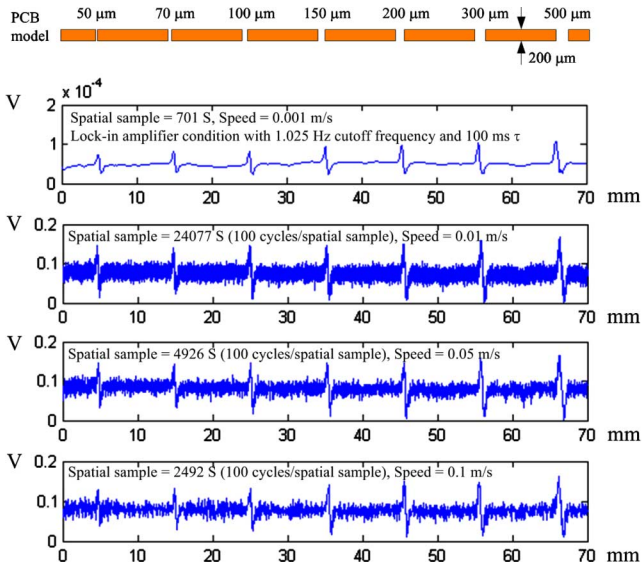 PCB model
50 µm 70 µm 100 µm 150 µm 200 µm 300 µm 500 µm
200 µm
V
x 10⁻⁴
2
1
0
Spatial sample = 701 S, Speed = 0.001 m/s
Lock-in amplifier condition with 1.025 Hz cutoff frequency and 100 ms τ
0 10 20 30 40 50 60 70 mm
V
0.2
0.1
0
Spatial sample = 24077 S (100 cycles/spatial sample), Speed = 0.01 m/s
0 10 20 30 40 50 60 70 mm
V
0.2
0.1
0
Spatial sample = 4926 S (100 cycles/spatial sample), Speed = 0.05 m/s
0 10 20 30 40 50 60 70 mm
V
0.2
0.1
0
Spatial sample = 2492 S (100 cycles/spatial sample), Speed = 0.1 m/s
0 10 20 30 40 50 60 70 mm